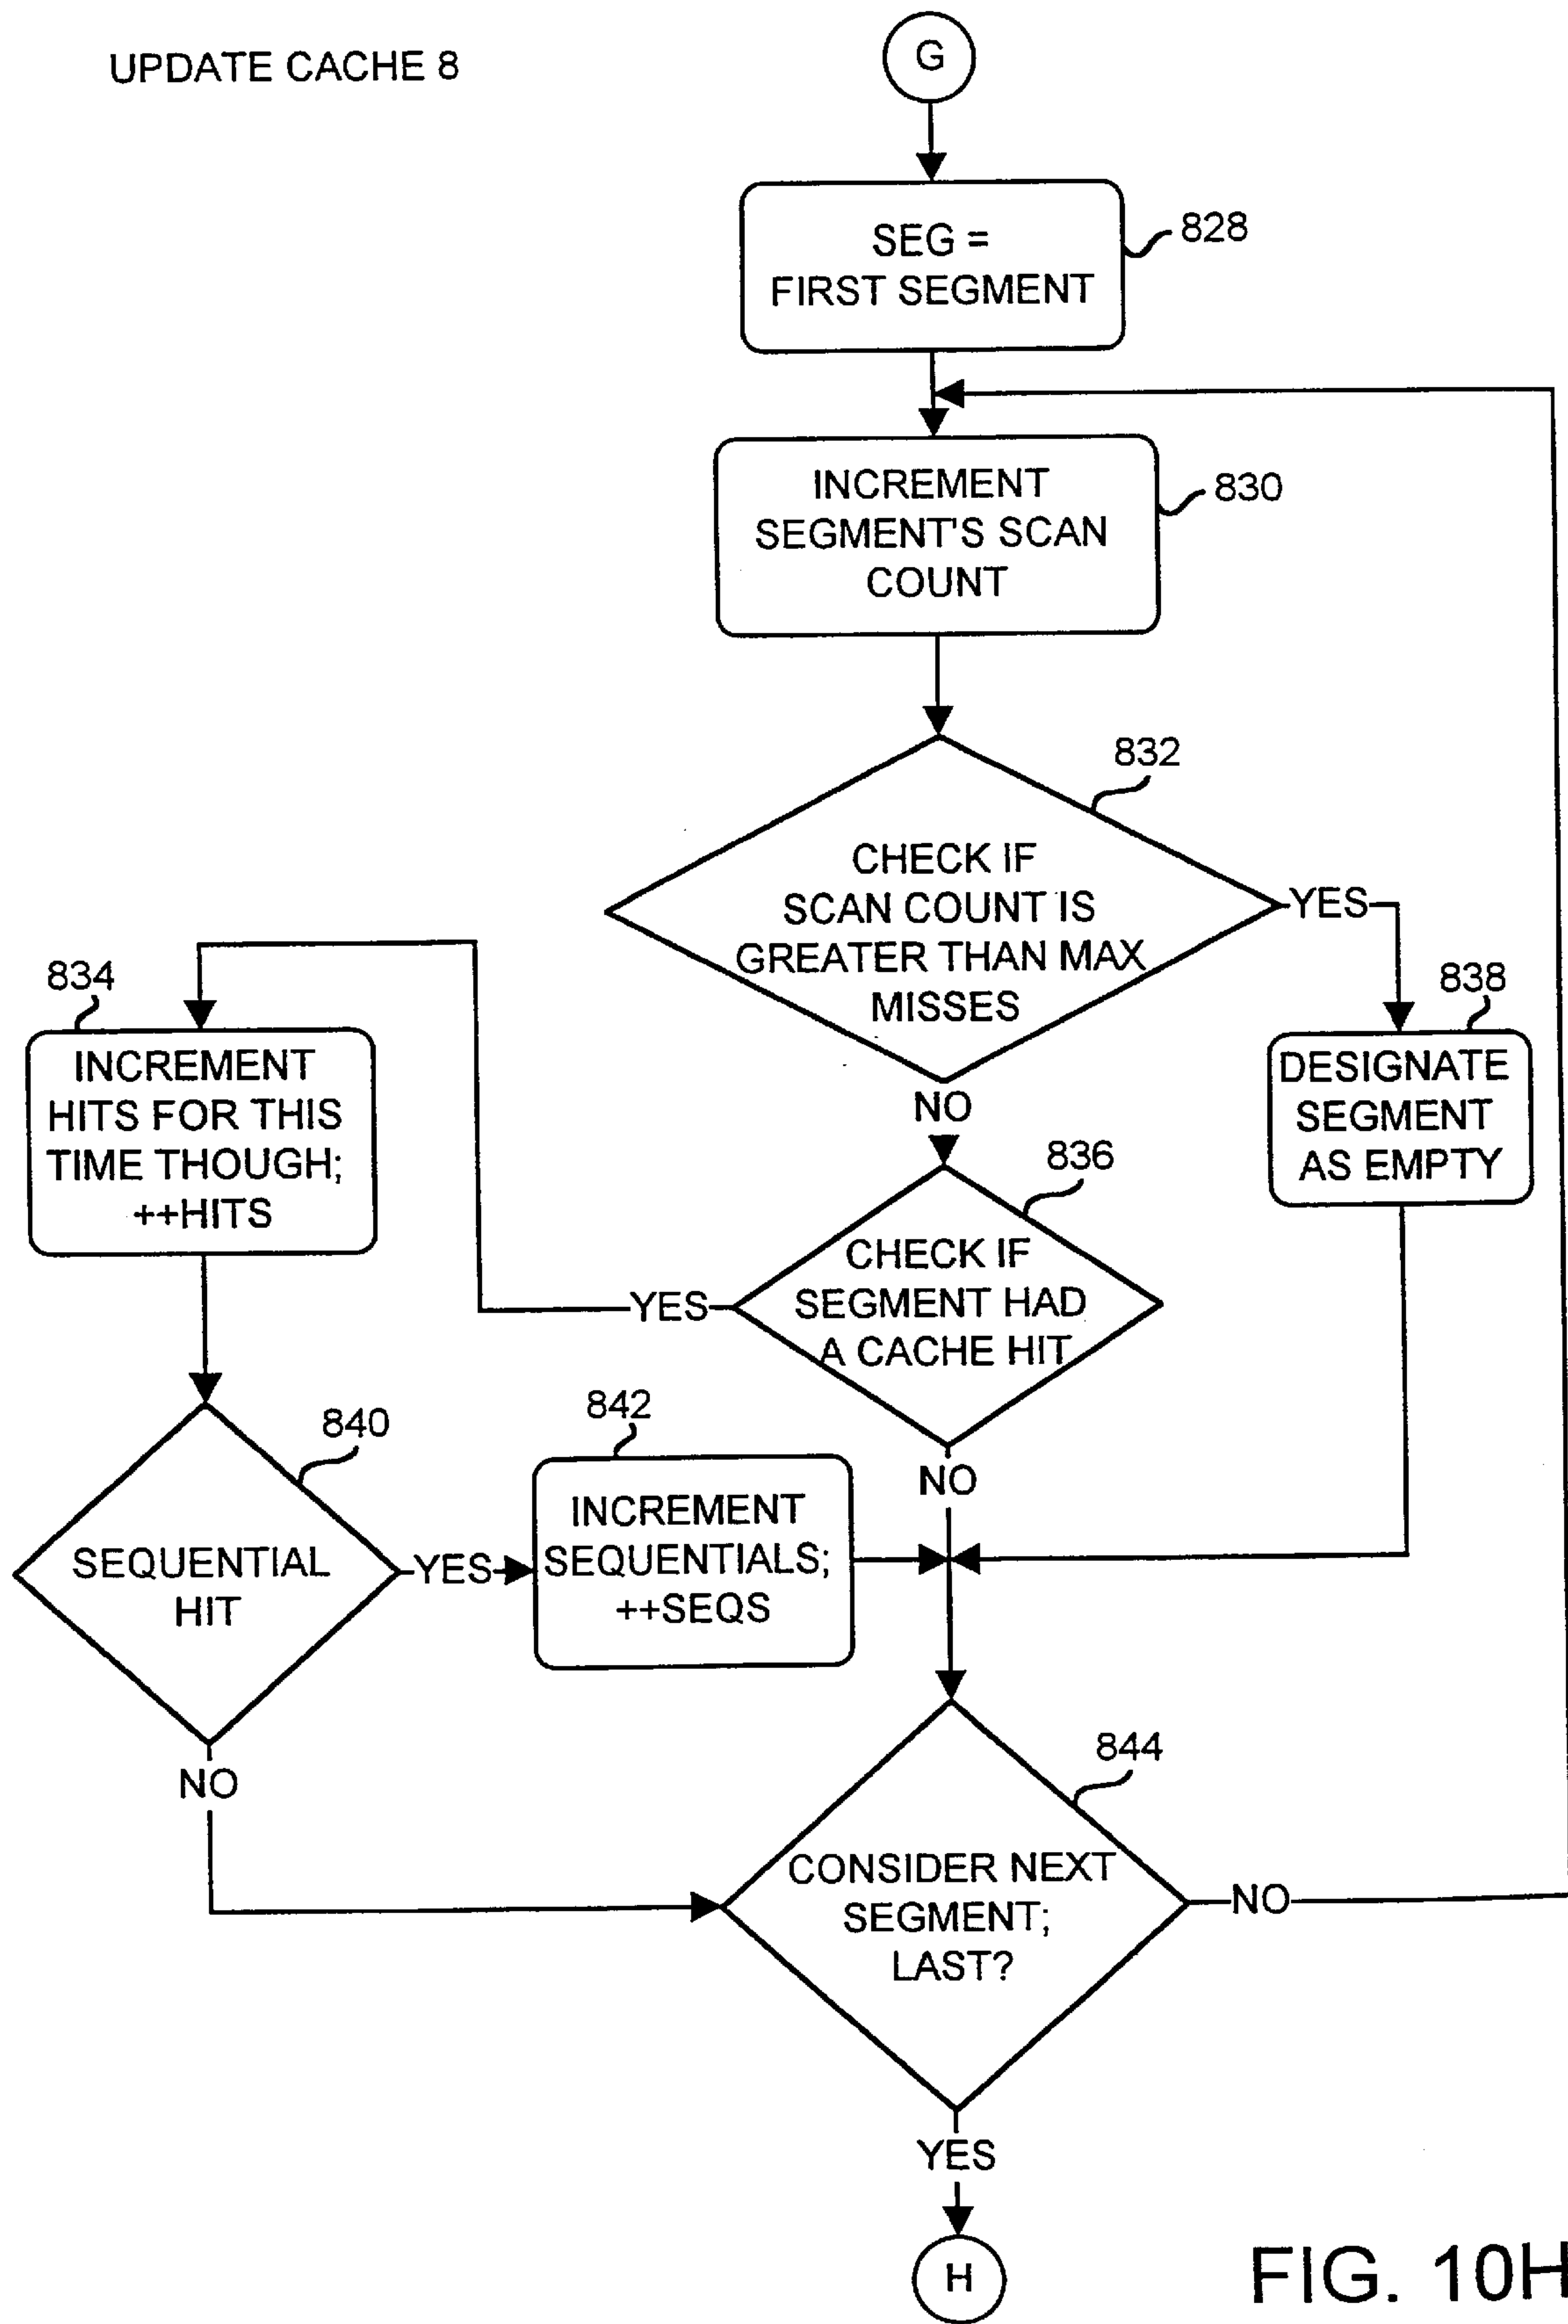 UPDATE CACHE 8
G
SEG =
FIRST SEGMENT
828
INCREMENT
SEGMENT'S SCAN
COUNT
830
832
CHECK IF
SCAN COUNT IS
GREATER THAN MAX
MISSES
YES
NO
834
INCREMENT
HITS FOR THIS
TIME THOUGH;
++HITS
838
DESIGNATE
SEGMENT
AS EMPTY
836
CHECK IF
SEGMENT HAD
A CACHE HIT
YES
NO
840
SEQUENTIAL
HIT
YES
NO
842
INCREMENT
SEQUENTIALS;
++SEQS
844
CONSIDER NEXT
SEGMENT;
LAST?
NO
YES
H
FIG. 10H